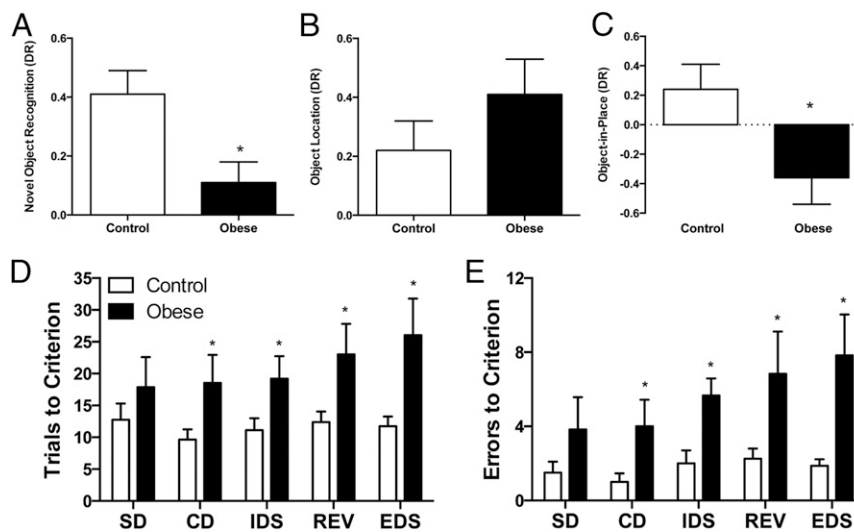 A
Novel Object Recognition (DR)
0.6
0.4
0.2
0.0
*
Control
Obese
B
Object Location (DR)
0.6
0.4
0.2
0.0
Control
Obese
C
Object-in-Place (DR)
0.6
0.4
0.2
0.0
-0.2
-0.4
-0.6
*
Control
Obese
D
Trials to Criterion
35
30
25
20
15
10
5
0
Control
Obese
*
*
*
*
SD
CD
IDS
REV
EDS
E
Errors to Criterion
12
8
4
0
*
*
*
*
SD
CD
IDS
REV
EDS